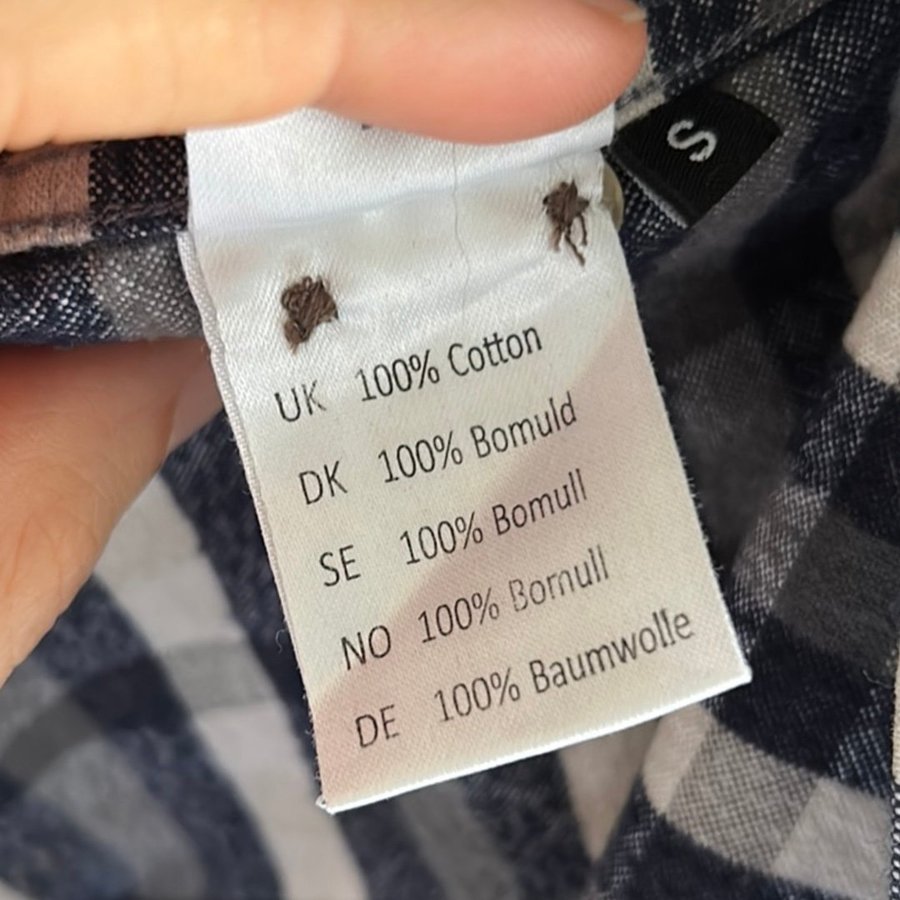 S
UK 100% Cotton
DK 100% Bomuld
SE 100% Bomull
NO 100% Bomull
DE 100% Baumwolle